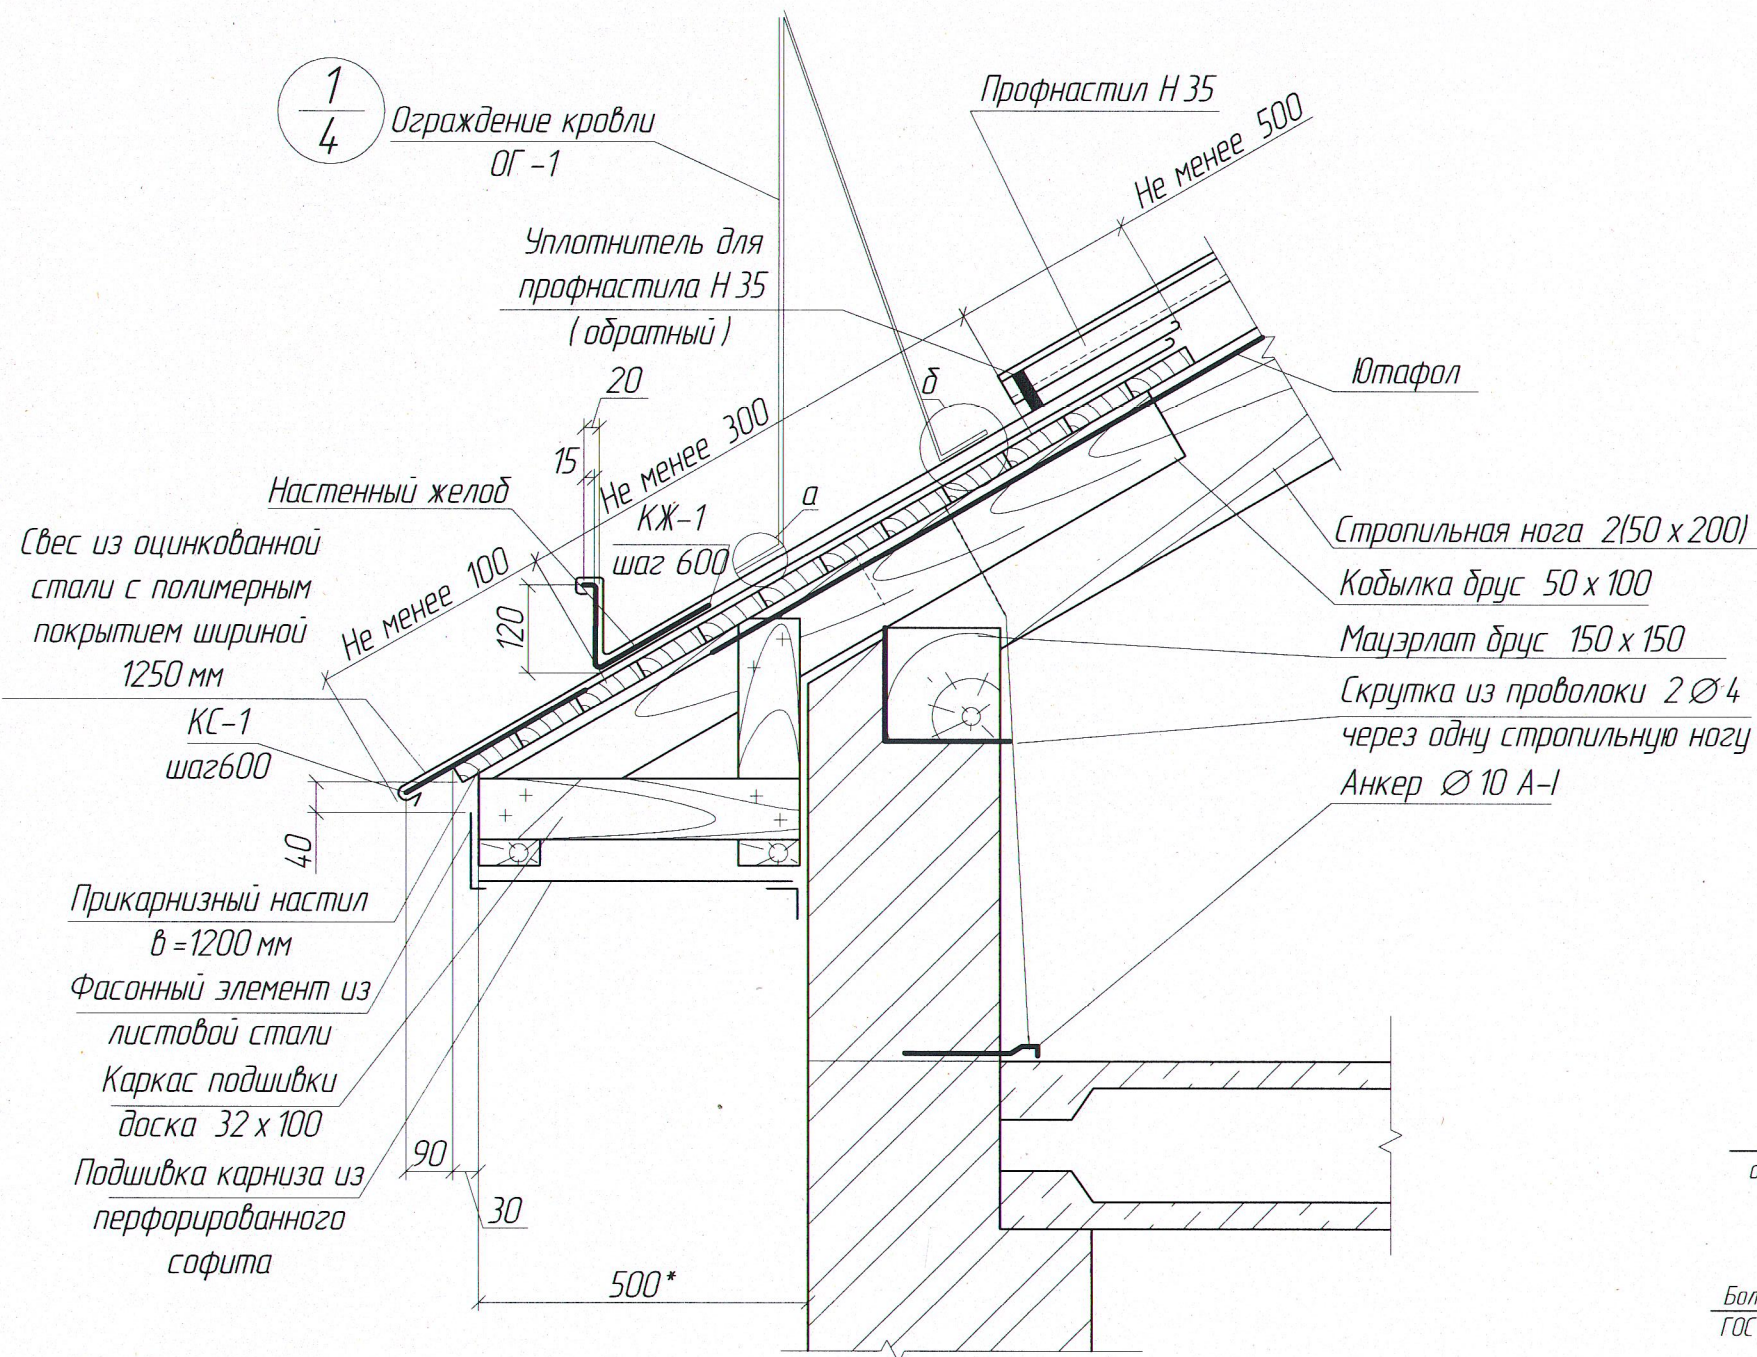 1
4
Ограждение кровли
ОГ-1
Профнастил Н 35
Не менее 500
Уплотнитель для
профнастила Н 35
(обратный)
20
15
б
Ютафол
Не менее 300
Настенный желоб
КЖ-1
шаг 600
а
Свес из оцинкованной
стали с полимерным
покрытием шириной
1250 мм
Не менее 100
120
КС-1
шаг600
40
Стропильная нога 2(50 х 200)
Кобылка брус 50 х 100
Мауэрлат брус 150 х 150
Скрутка из проволоки 2 ∅ 4
через одну стропильную ногу
Анкер ∅ 10 А-I
Прикарнизный настил
в =1200 мм
Фасонный элемент из
листовой стали
Каркас подшивки
доска 32 х 100
Подшивка карниза из
перфорированного
софита
90
30
500*